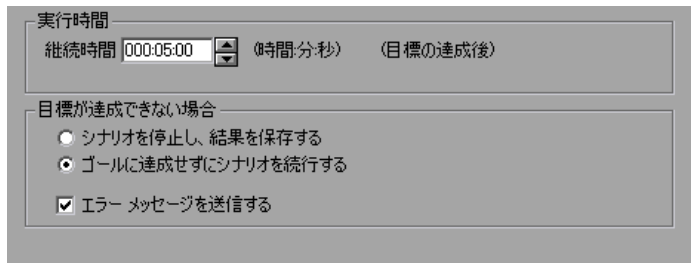 実行時間
継続時間 000:05:00 (時間:分:秒) (目標の達成後)
目標が達成できない場合
シナリオを停止し、結果を保存する
ゴールに達成せずにシナリオを続行する
エラー メッセージを送信する